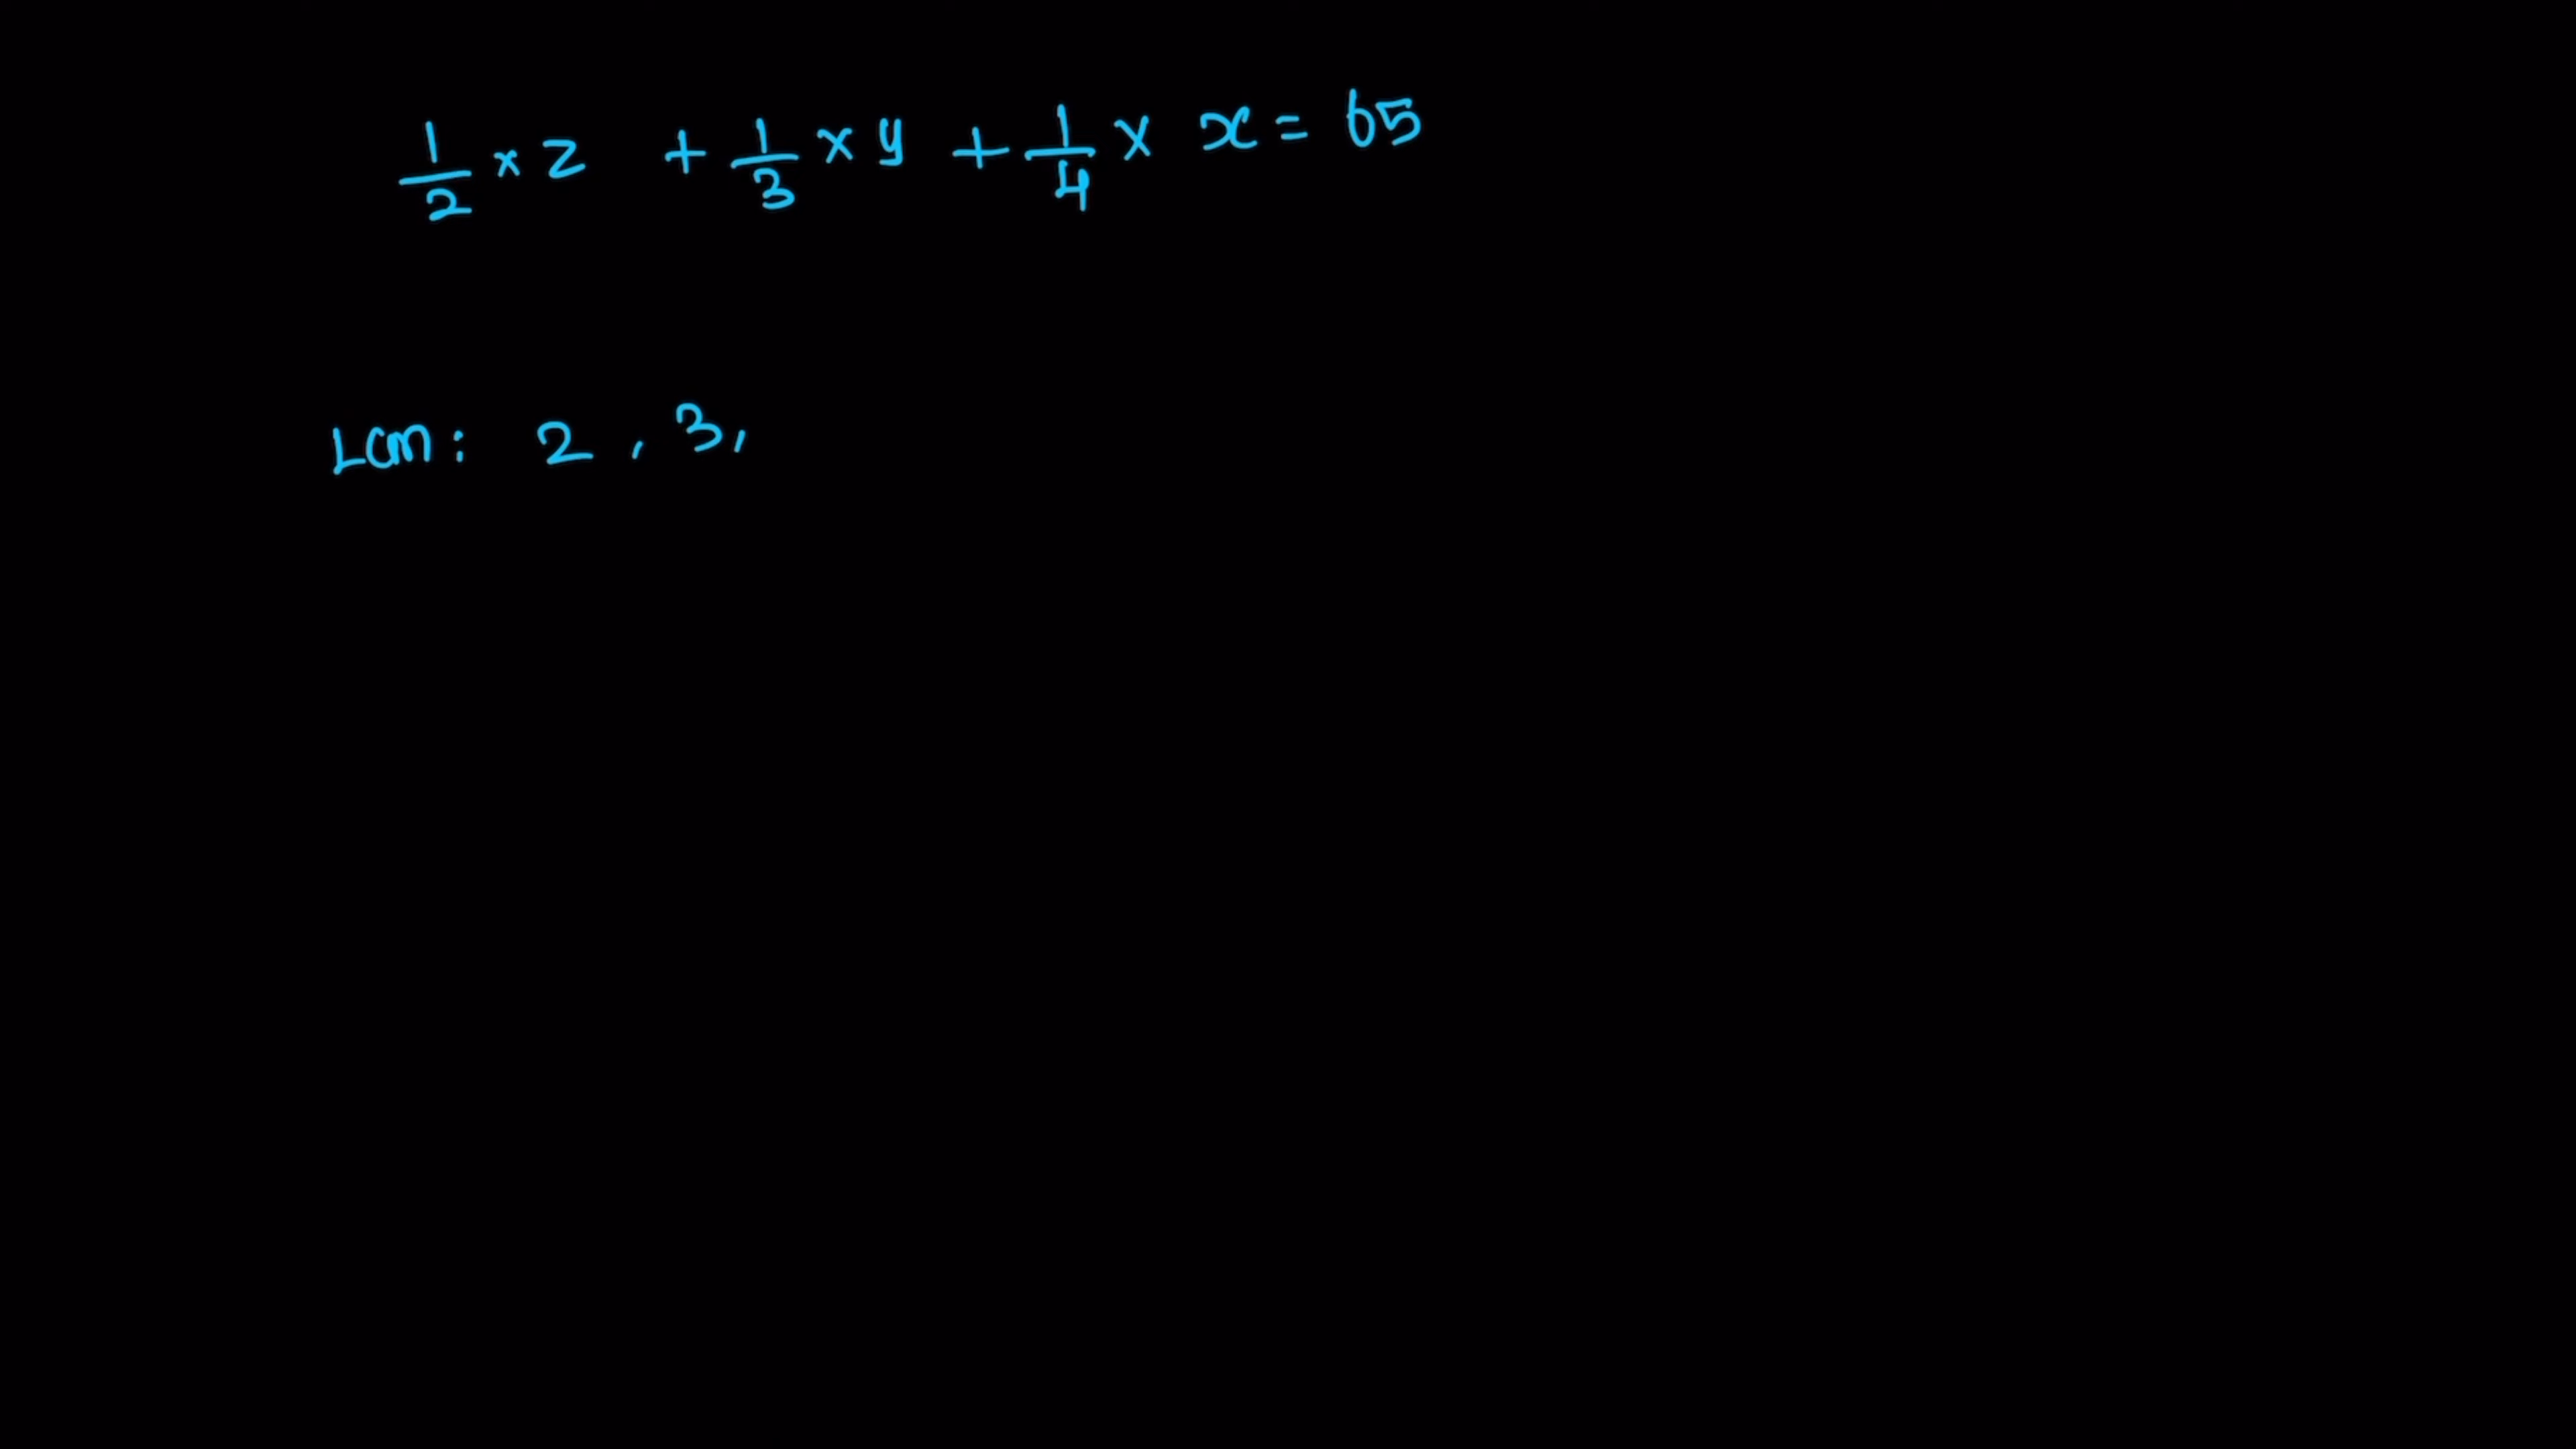 1/2 × z + 1/3 × y + 1/4 × x = 65
LCM: 2, 3,